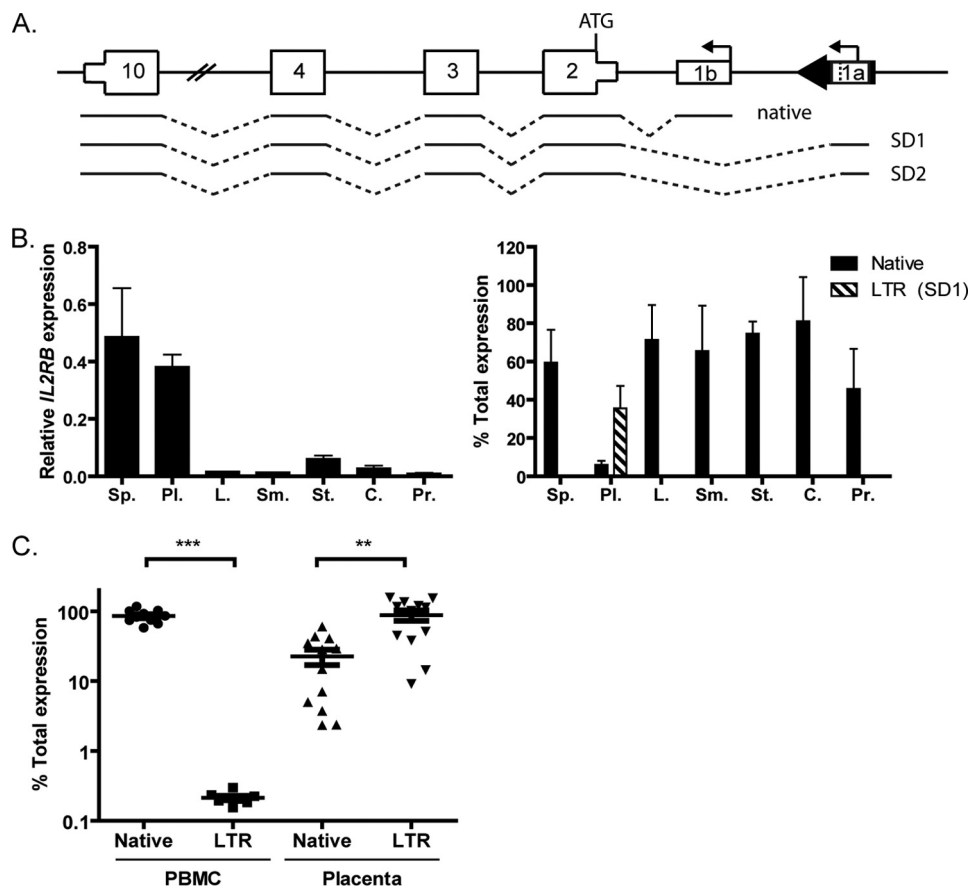 A.
ATG
10
4
3
2
1b
1a
native
SD1
SD2
B.
Relative IL2RB expression
0.8
0.6
0.4
0.2
0.0
Sp. Pl. L. Sm. St. C. Pr.
% Total expression
120
100
80
60
40
20
0
Sp. Pl. L. Sm. St. C. Pr.
Native
LTR (SD1)
C.
*** **
% Total expression
100
10
1
0.1
Native LTR Native LTR
PBMC Placenta